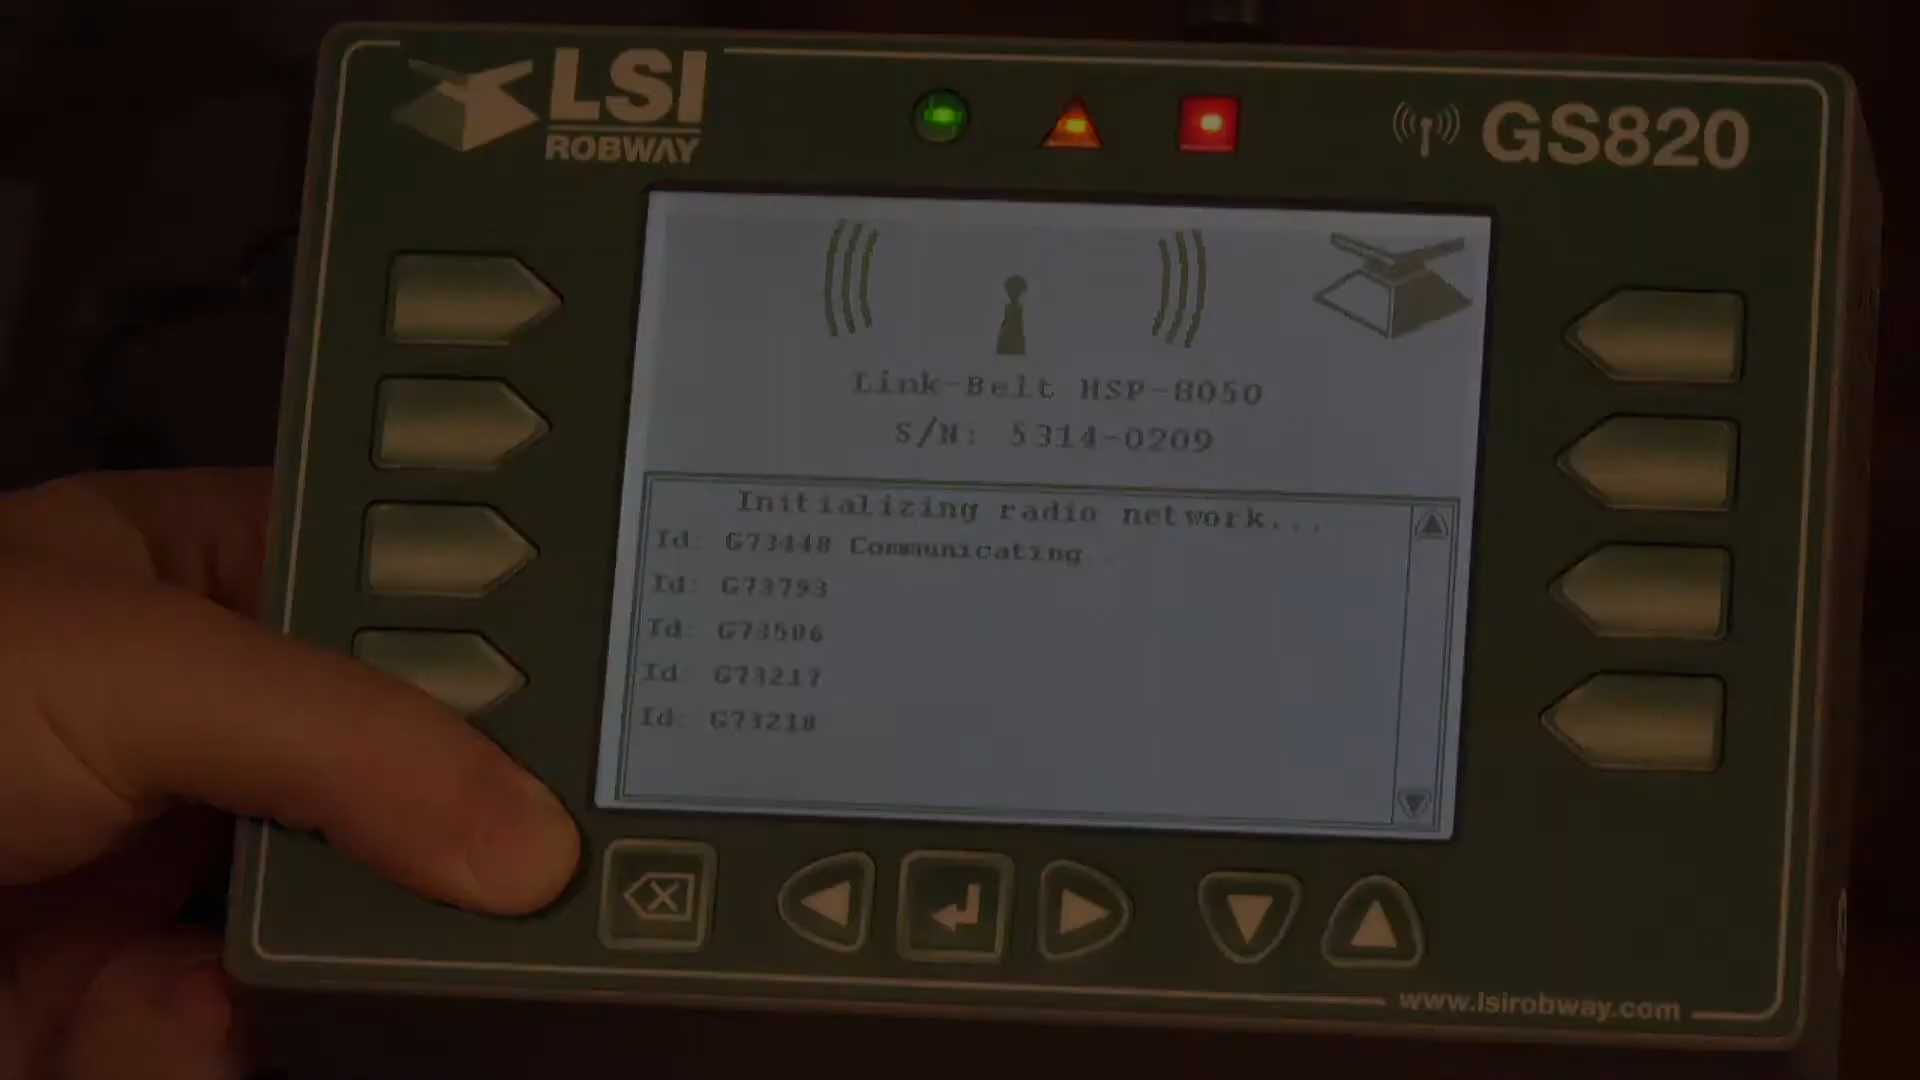 LSI
ROBWAY
GS820
Link-Belt HSP-8050
S/N: 5314-0209
Initializing radio network...
Id: G73448 Communicating..
Id: G73793
Id: G73506
Id: G73217
Id: G73218
www.lsirobway.com